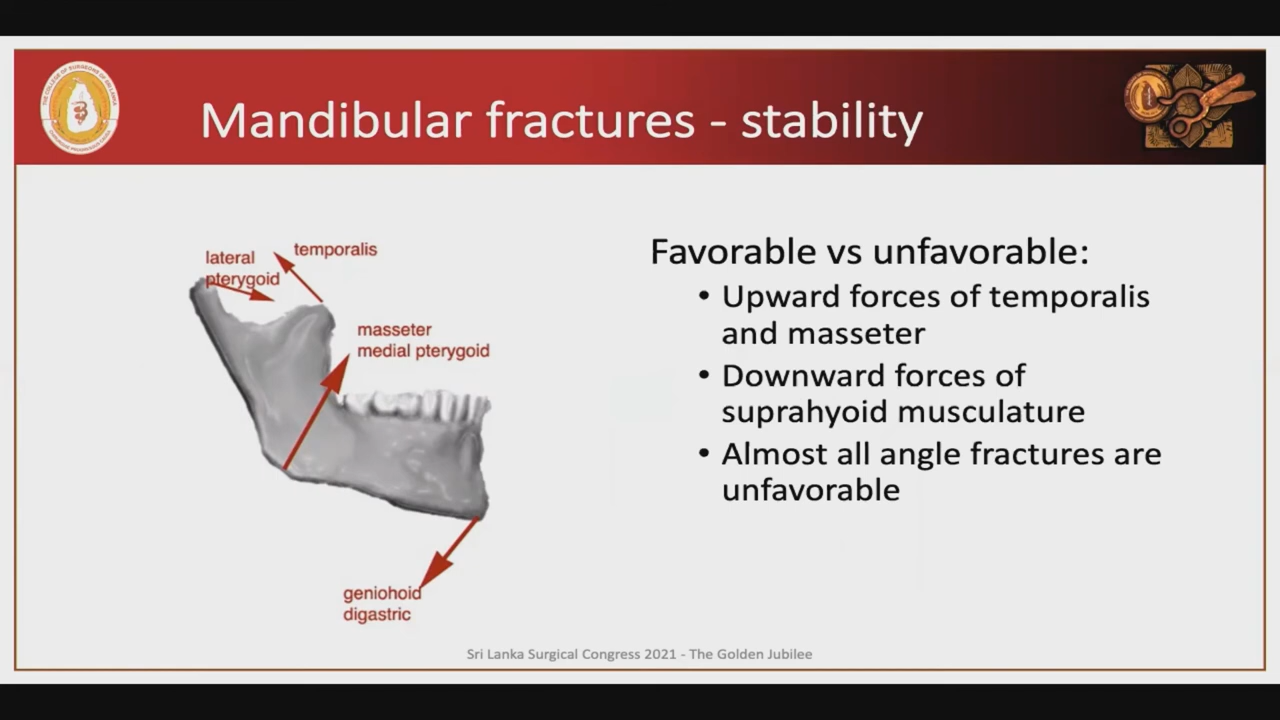 Mandibular fractures - stability
lateral
pterygoid
temporalis
masseter
medial pterygoid
geniohoid
digastric
Favorable vs unfavorable:
• Upward forces of temporalis
and masseter
• Downward forces of
suprahyoid musculature
• Almost all angle fractures are
unfavorable
Sri Lanka Surgical Congress 2021 - The Golden Jubilee